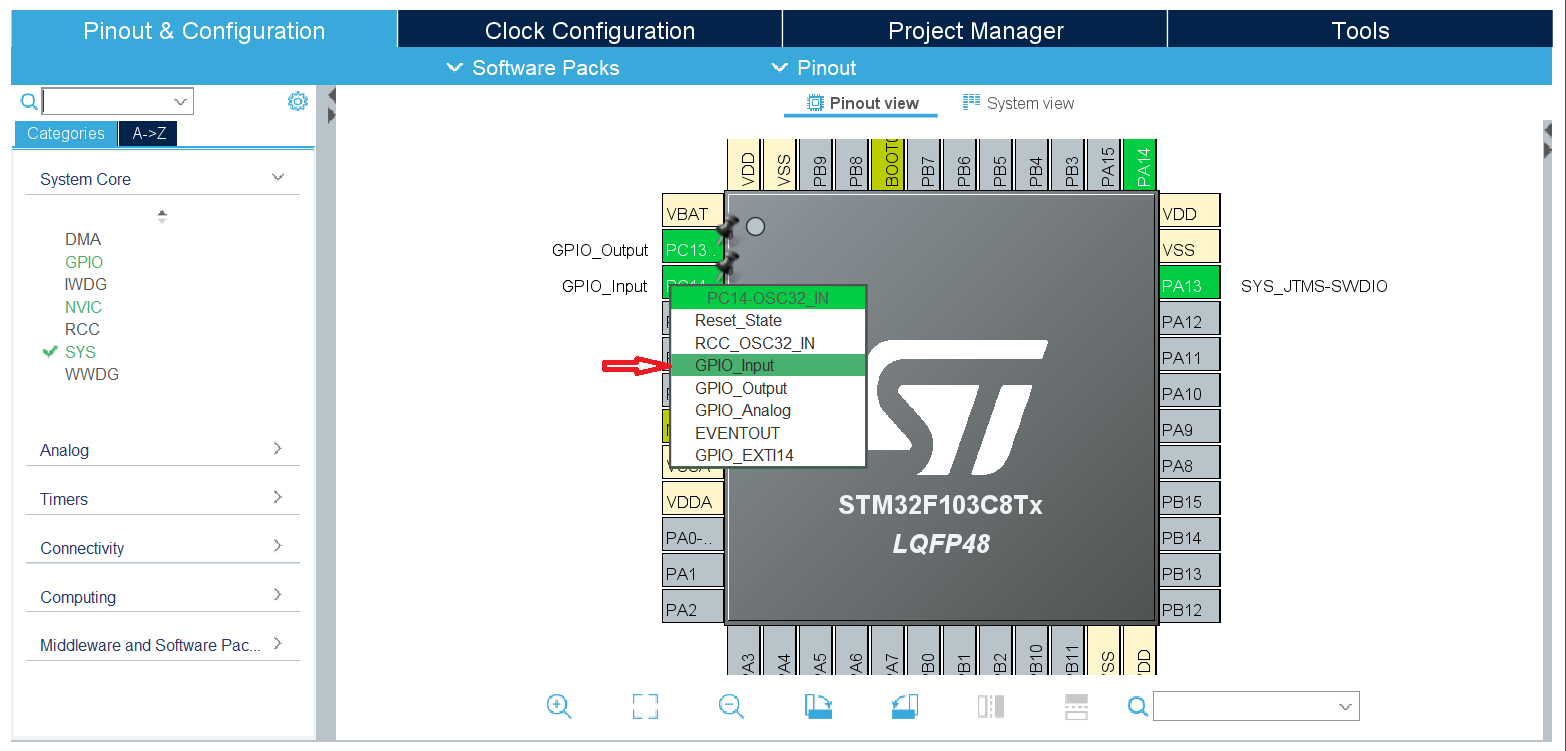 Pinout & Configuration
Clock Configuration
Project Manager
Tools
Software Packs
Pinout
Pinout view
System view
Categories
A->Z
System Core
DMA
GPIO
IWDG
NVIC
RCC
SYS
WWDG
Analog
Timers
Connectivity
Computing
Middleware and Software Pac...
VDD
VSS
PB9
PB8
PB7
PB6
PB5
PB4
PB3
PA15
PA14
VBAT
GPIO_Output
PC13..
GPIO_Input
PC14-OSC32_IN
Reset_State
RCC_OSC32_IN
GPIO_Input
GPIO_Output
GPIO_Analog
EVENTOUT
GPIO_EXTI14
VDDA
PA0-..
PA1
PA2
STM32F103C8Tx
LQFP48
VDD
VSS
PA13
SYS_JTMS-SWDIO
PA12
PA11
PA10
PA9
PA8
PB15
PB14
PB13
PB12
PA3
PA4
PA5
PA6
PA7
PB0
PB1
PB2
PB10
PB11
VSS
VDD